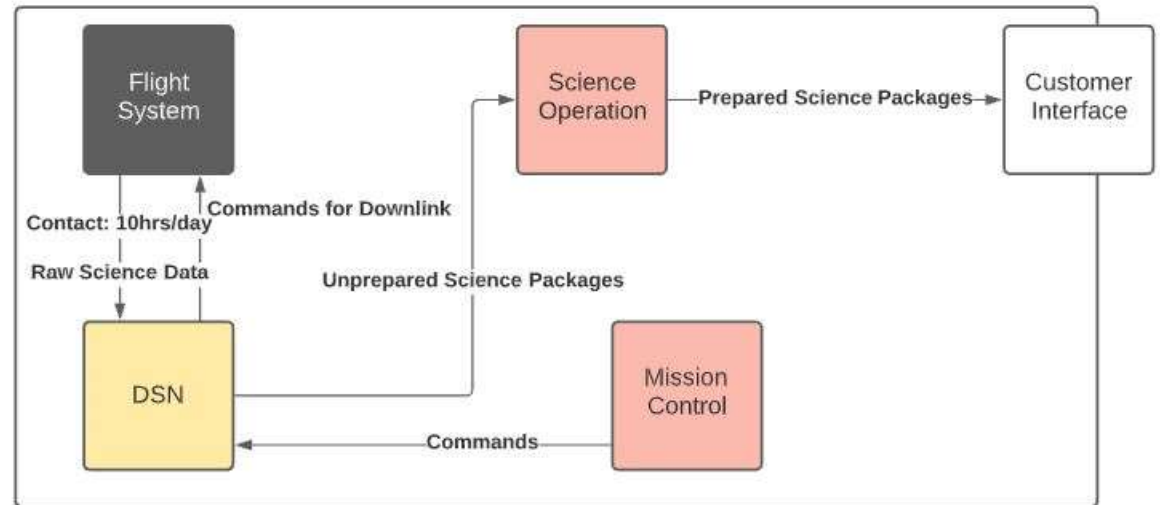 Flight
System
Science
Operation
Prepared Science Packages
Customer
Interface
Commands for Downlink
Contact: 10hrs/day
Raw Science Data
Unprepared Science Packages
DSN
Mission
Control
Commands